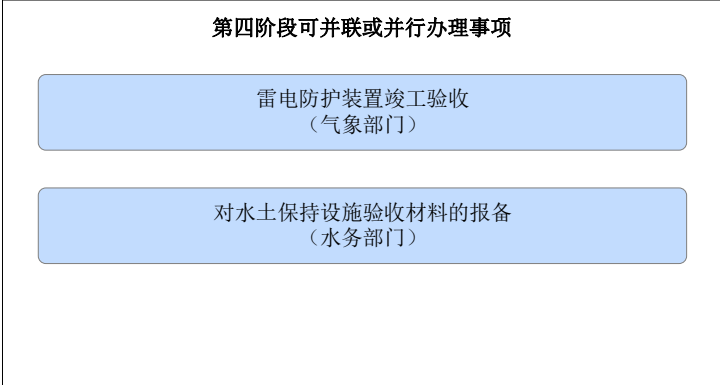 第四阶段可并联或并行办理事项
雷电防护装置竣工验收
（气象部门）
对水土保持设施验收材料的报备
（水务部门）